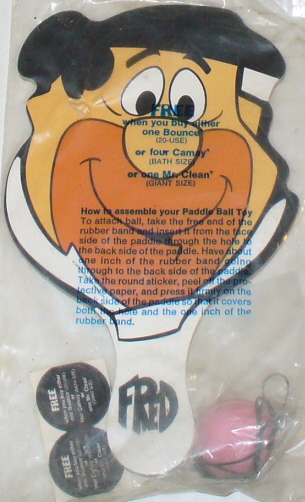 FREE
when you buy either
one Bounce®
(20-USE)
or four Camay®
(BATH SIZE)
or one Mr. Clean®
(GIANT SIZE)
How to assemble your Paddle Ball Toy
To attach ball, take the free end of the
rubber band and insert it from the face
side of the paddle through the hole to
the back side of the paddle. Have about
one inch of the rubber band going
through to the back side of the paddle.
Take the round sticker, peel off the pro-
tective paper, and press it firmly on the
back side of the paddle so that it covers
both the hole and the one inch of the
rubber band.
FRED
FREE
FREE